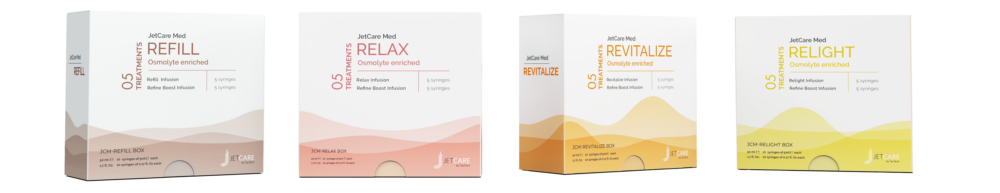 JetCare Med
REFILL
JetCare Med
REFILL
Osmolyte enriched
05 TREATMENTS
Refill Infusion 5 syringes
Refine Boost Infusion 5 syringes
JCM-REFILL BOX
50 ml ℮; 10 syringes of 5ml ℮ each
1.7 fl. Oz; 10 syringes of 0.17 fl. Oz each
JETCARE
by TavTech
JetCare Med
RELAX
Osmolyte enriched
05 TREATMENTS
Relax Infusion 5 syringes
Refine Boost Infusion 5 syringes
JCM-RELAX BOX
50 ml ℮; 10 syringes of 5ml ℮ each
1.7 fl. Oz; 10 syringes of 0.17 fl. Oz each
JETCARE
by TavTech
JetCare Med
REVITALIZE
JetCare Med
REVITALIZE
Osmolyte enriched
05 TREATMENTS
Revitalize Infusion 5 syringes
Refine Boost Infusion 5 syringes
JCM-REVITALIZE BOX
50 ml ℮; 10 syringes of 5ml ℮ each
1.7 fl. Oz; 10 syringes of 0.17 fl. Oz each
JETCARE
by TavTech
JetCare Med
RELIGHT
Osmolyte enriched
05 TREATMENTS
Relight Infusion 5 syringes
Refine Boost Infusion 5 syringes
JCM-RELIGHT BOX
50 ml ℮; 10 syringes of 5ml ℮ each
1.7 fl. Oz; 10 syringes of 0.17 fl. Oz each
JETCARE
by TavTech